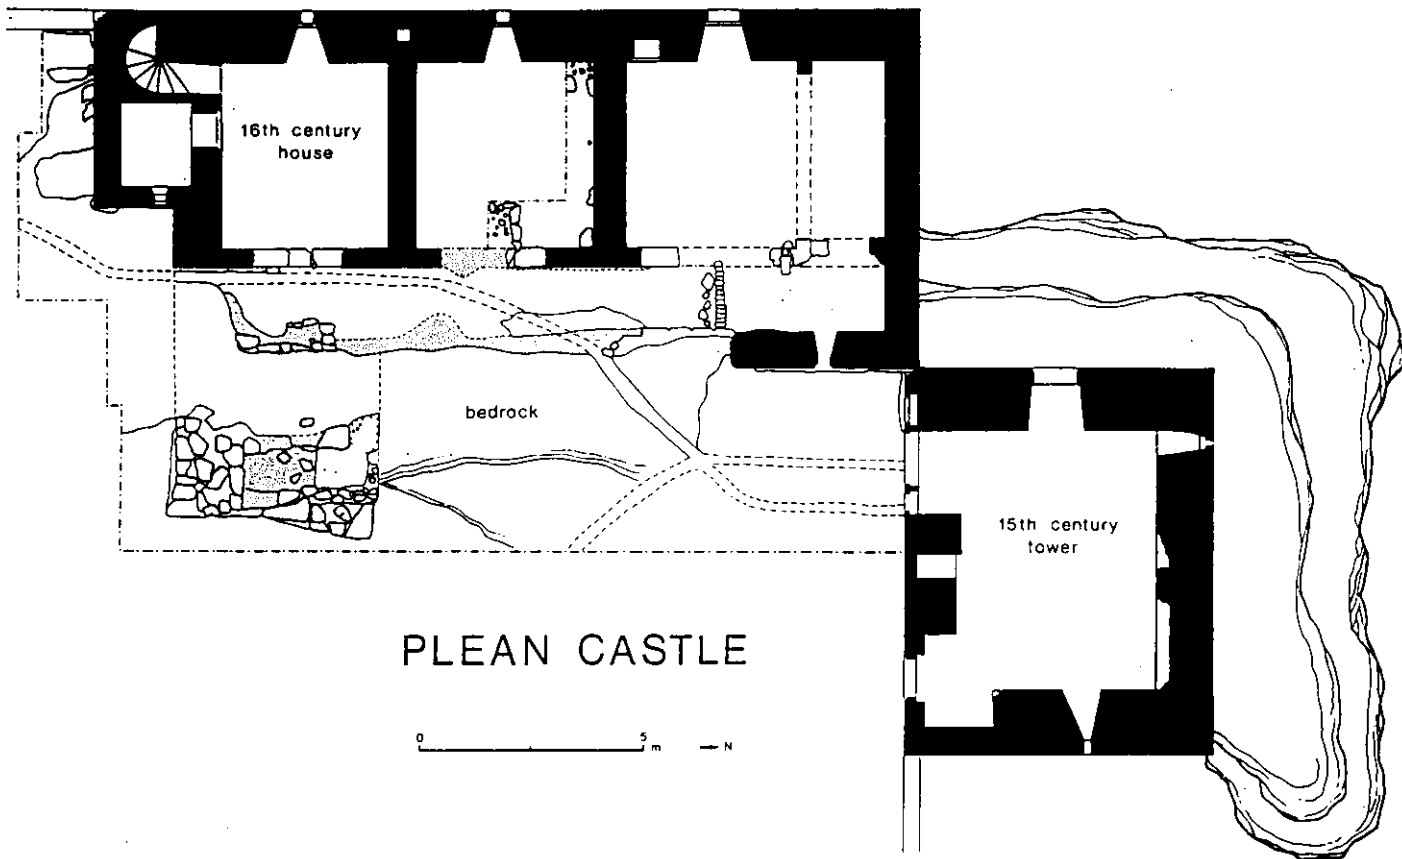 16th century
house
bedrock
15th century
tower
PLEAN CASTLE
0 5 m → N